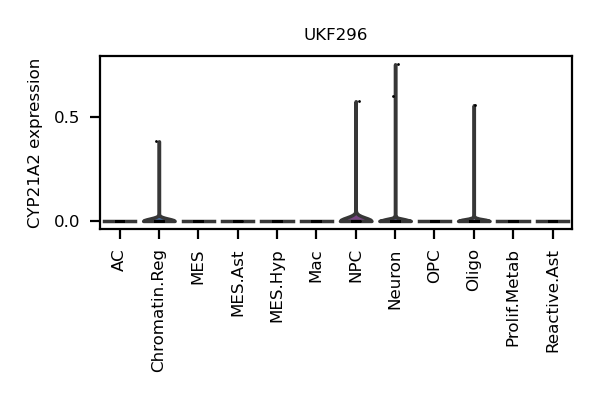 UKF296
CYP21A2 expression
0.5
0.0
AC
Chromatin.Reg
MES
MES.Ast
MES.Hyp
Mac
NPC
Neuron
OPC
Oligo
Prolif.Metab
Reactive.Ast